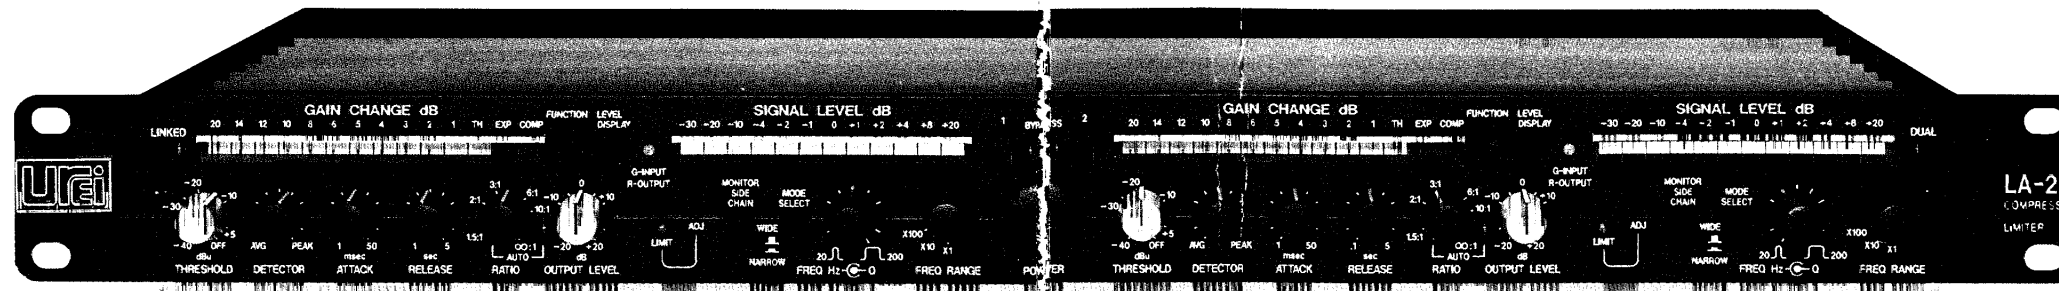 GAIN CHANGE dB
SIGNAL LEVEL dB
GAIN CHANGE dB
SIGNAL LEVEL dB
LINKED
20 14 12 10 8 6 5 4 3 2 1 TH EXP COMP
FUNCTION LEVEL
DISPLAY
-30 -20 -10 -4 -2 -1 0 +1 +2 +4 +8 +20
1 BYPASS 2
20 14 12 10 8 6 5 4 3 2 1 TH EXP COMP
FUNCTION LEVEL
DISPLAY
-30 -20 -10 -4 -2 -1 0 +1 +2 +4 +8 +20
DUAL
urei
G-INPUT
R-OUTPUT
MONITOR
SIDE
CHAIN
MODE
SELECT
G-INPUT
R-OUTPUT
MONITOR
SIDE
CHAIN
MODE
SELECT
LA-2
COMPRESS
LIMITER
-40 -30 -20 -10 +5 OFF
dBu
THRESHOLD
AVG PEAK
DETECTOR
1 50
msec
ATTACK
.1 5
sec
RELEASE
1.5:1 2:1 3:1 6:1 10:1 ∞:1
AUTO
RATIO
-20 -10 0 +10 +20
dB
OUTPUT LEVEL
LIMIT
ADJ
WIDE
NARROW
20 200
FREQ Hz Q
X100
X10
X1
FREQ RANGE
POWER
-40 -30 -20 -10 +5 OFF
dBu
THRESHOLD
AVG PEAK
DETECTOR
1 50
msec
ATTACK
.1 5
sec
RELEASE
1.5:1 2:1 3:1 6:1 10:1 ∞:1
AUTO
RATIO
-20 -10 0 +10 +20
dB
OUTPUT LEVEL
LIMIT
ADJ
WIDE
NARROW
20 200
FREQ Hz Q
X100
X10
X1
FREQ RANGE